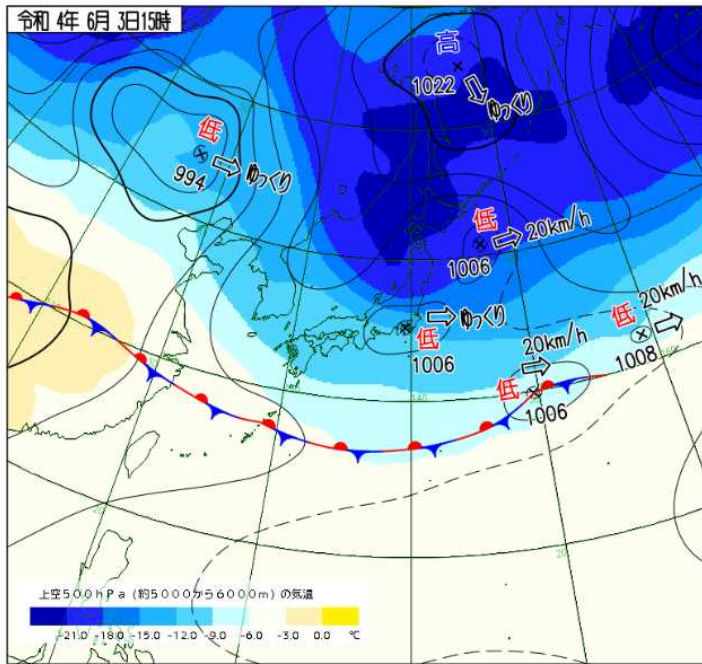 令和 4年 6月 3日15時
高
1022
ゆっくり
低
994
ゆっくり
低
20km/h
1006
ゆっくり
低
1006
20km/h
低
1006
低
20km/h
1008
140
20
上空500hPa (約5000から6000m) の気温
-21.0 -18.0 -15.0 -12.0 -9.0 -6.0 -3.0 0.0 ℃